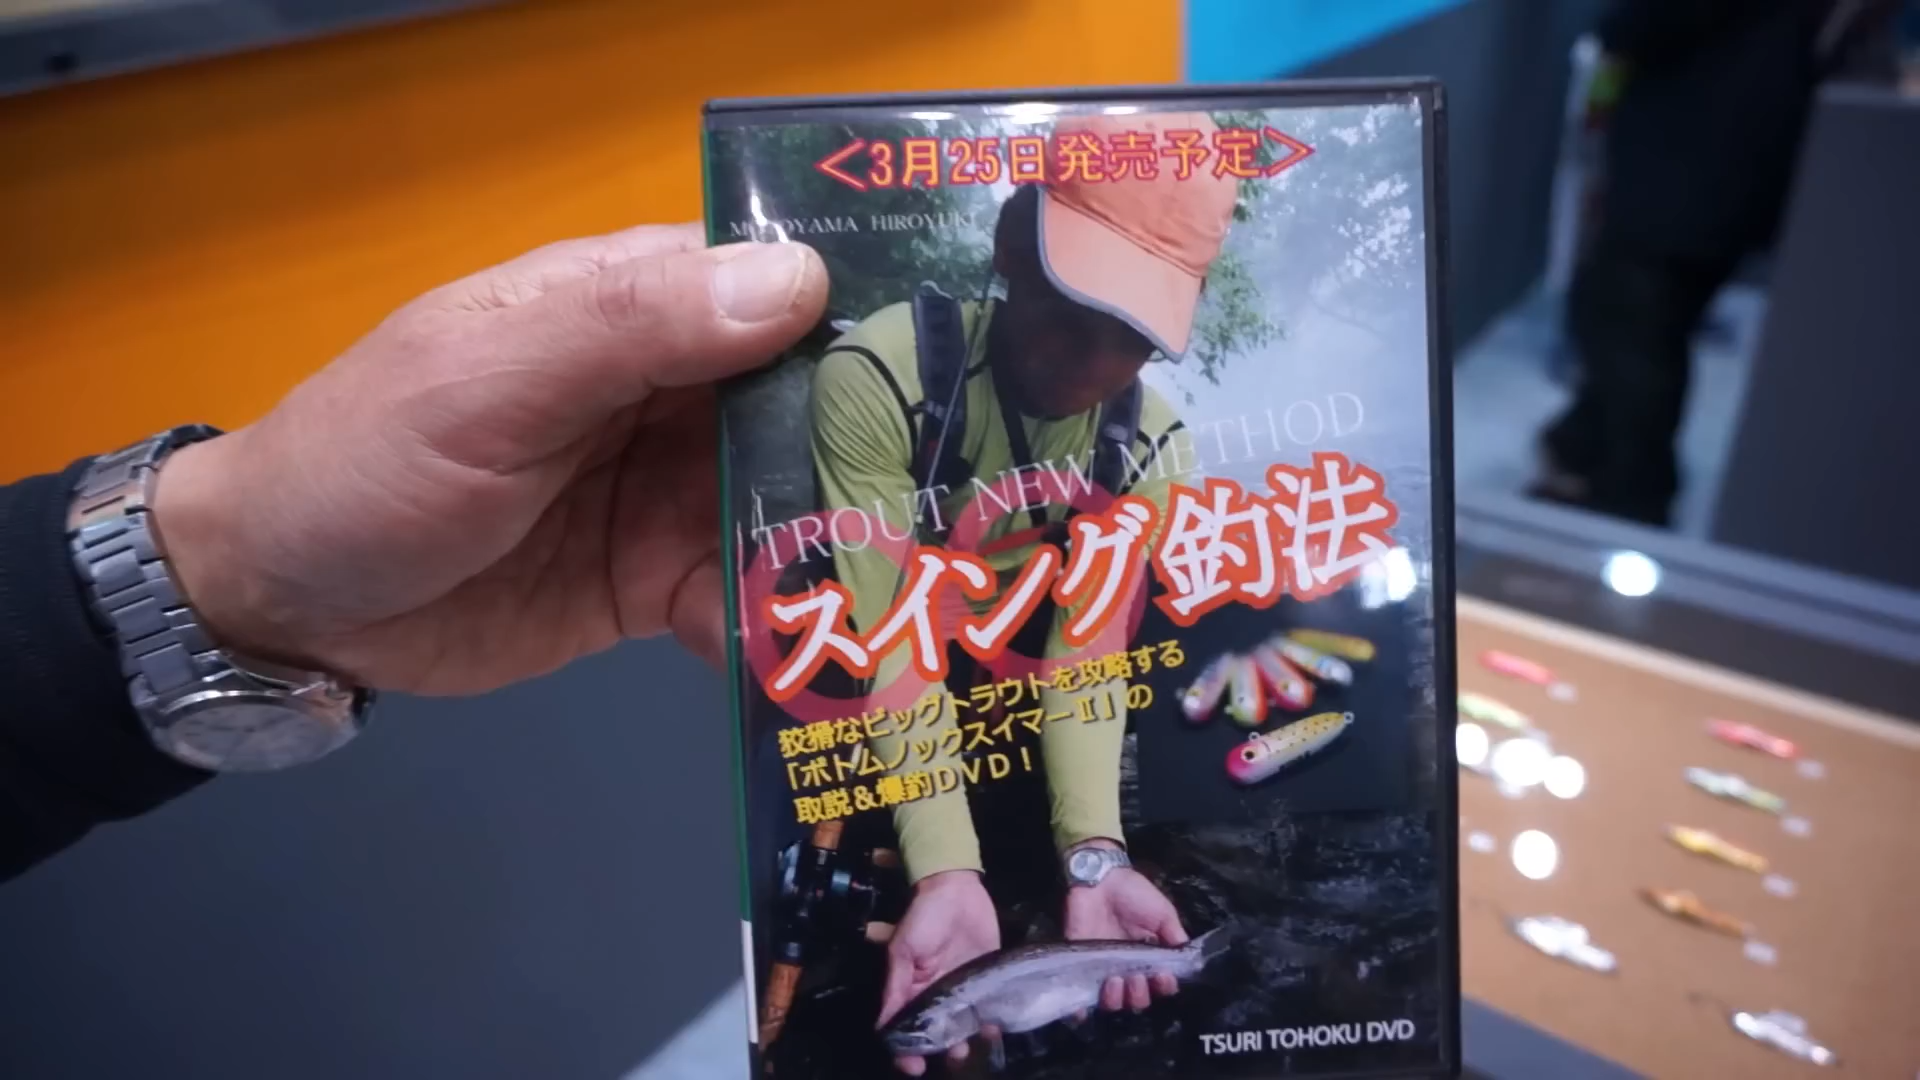 <3月25日発売予定>
HIROYUKI
TROUT NEW METHOD
スイング釣法
狡猾なビッグトラウトを攻略する
「ボトムノックスイマーⅡ」の
取説&爆釣DVD!
TSURI TOHOKU DVD